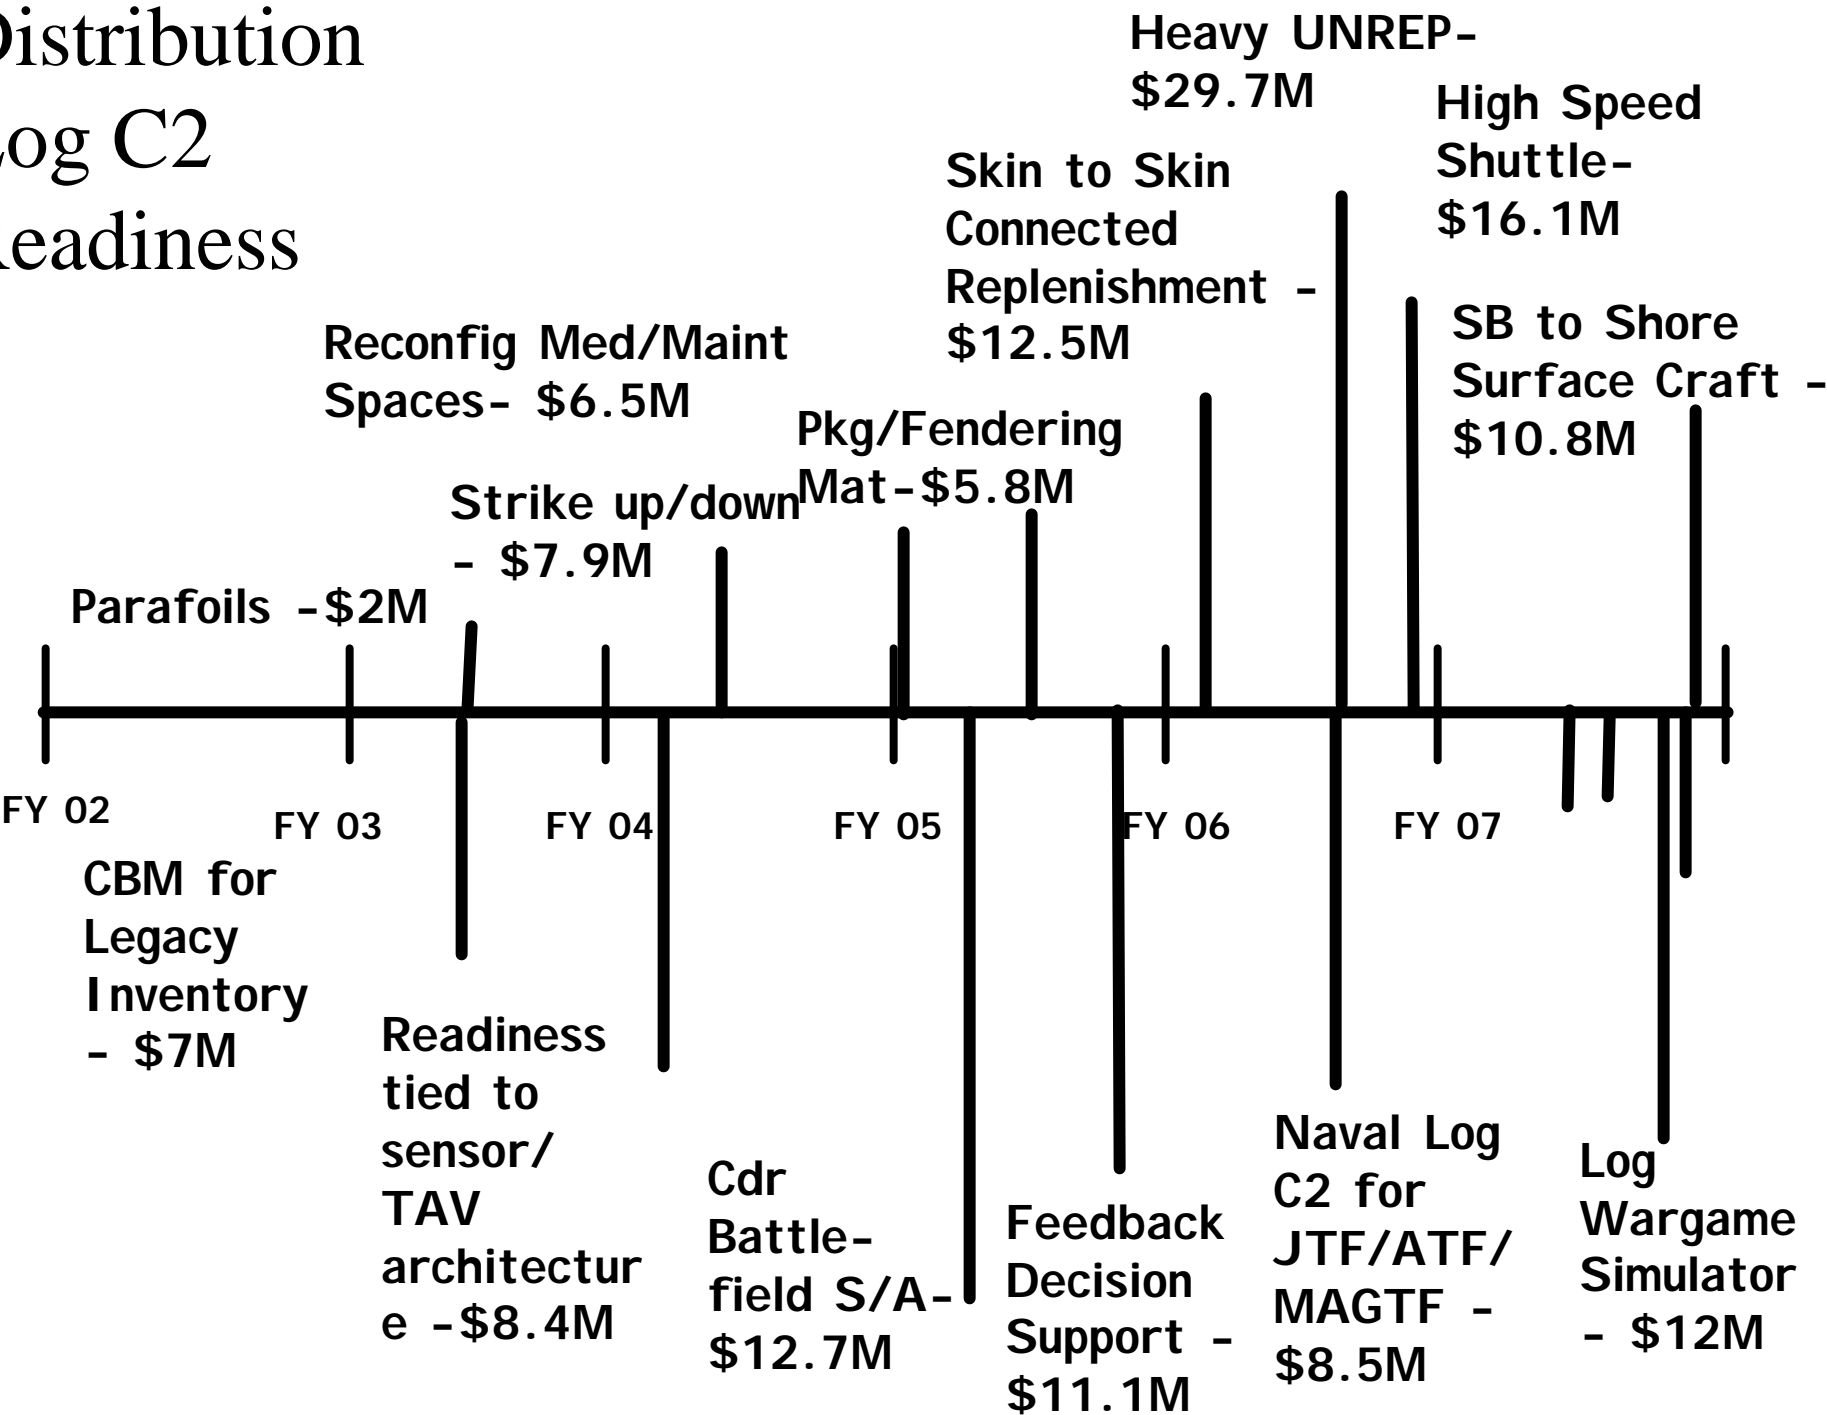 Distribution
Log C2
Readiness
Heavy UNREP-
$29.7M
High Speed
Shuttle-
$16.1M
Skin to Skin
Connected
Replenishment -
$12.5M
SB to Shore
Surface Craft -
$10.8M
Reconfig Med/Maint
Spaces- $6.5M
Pkg/Fendering
Mat-$5.8M
Strike up/down
- $7.9M
Parafoils -$2M
FY 02
FY 03
FY 04
FY 05
FY 06
FY 07
CBM for
Legacy
Inventory
- $7M
Readiness
tied to
sensor/
TAV
architectur
e -$8.4M
Cdr
Battle-
field S/A-
$12.7M
Feedback
Decision
Support -
$11.1M
Naval Log
C2 for
JTF/ATF/
MAGTF -
$8.5M
Log
Wargame
Simulator
- $12M